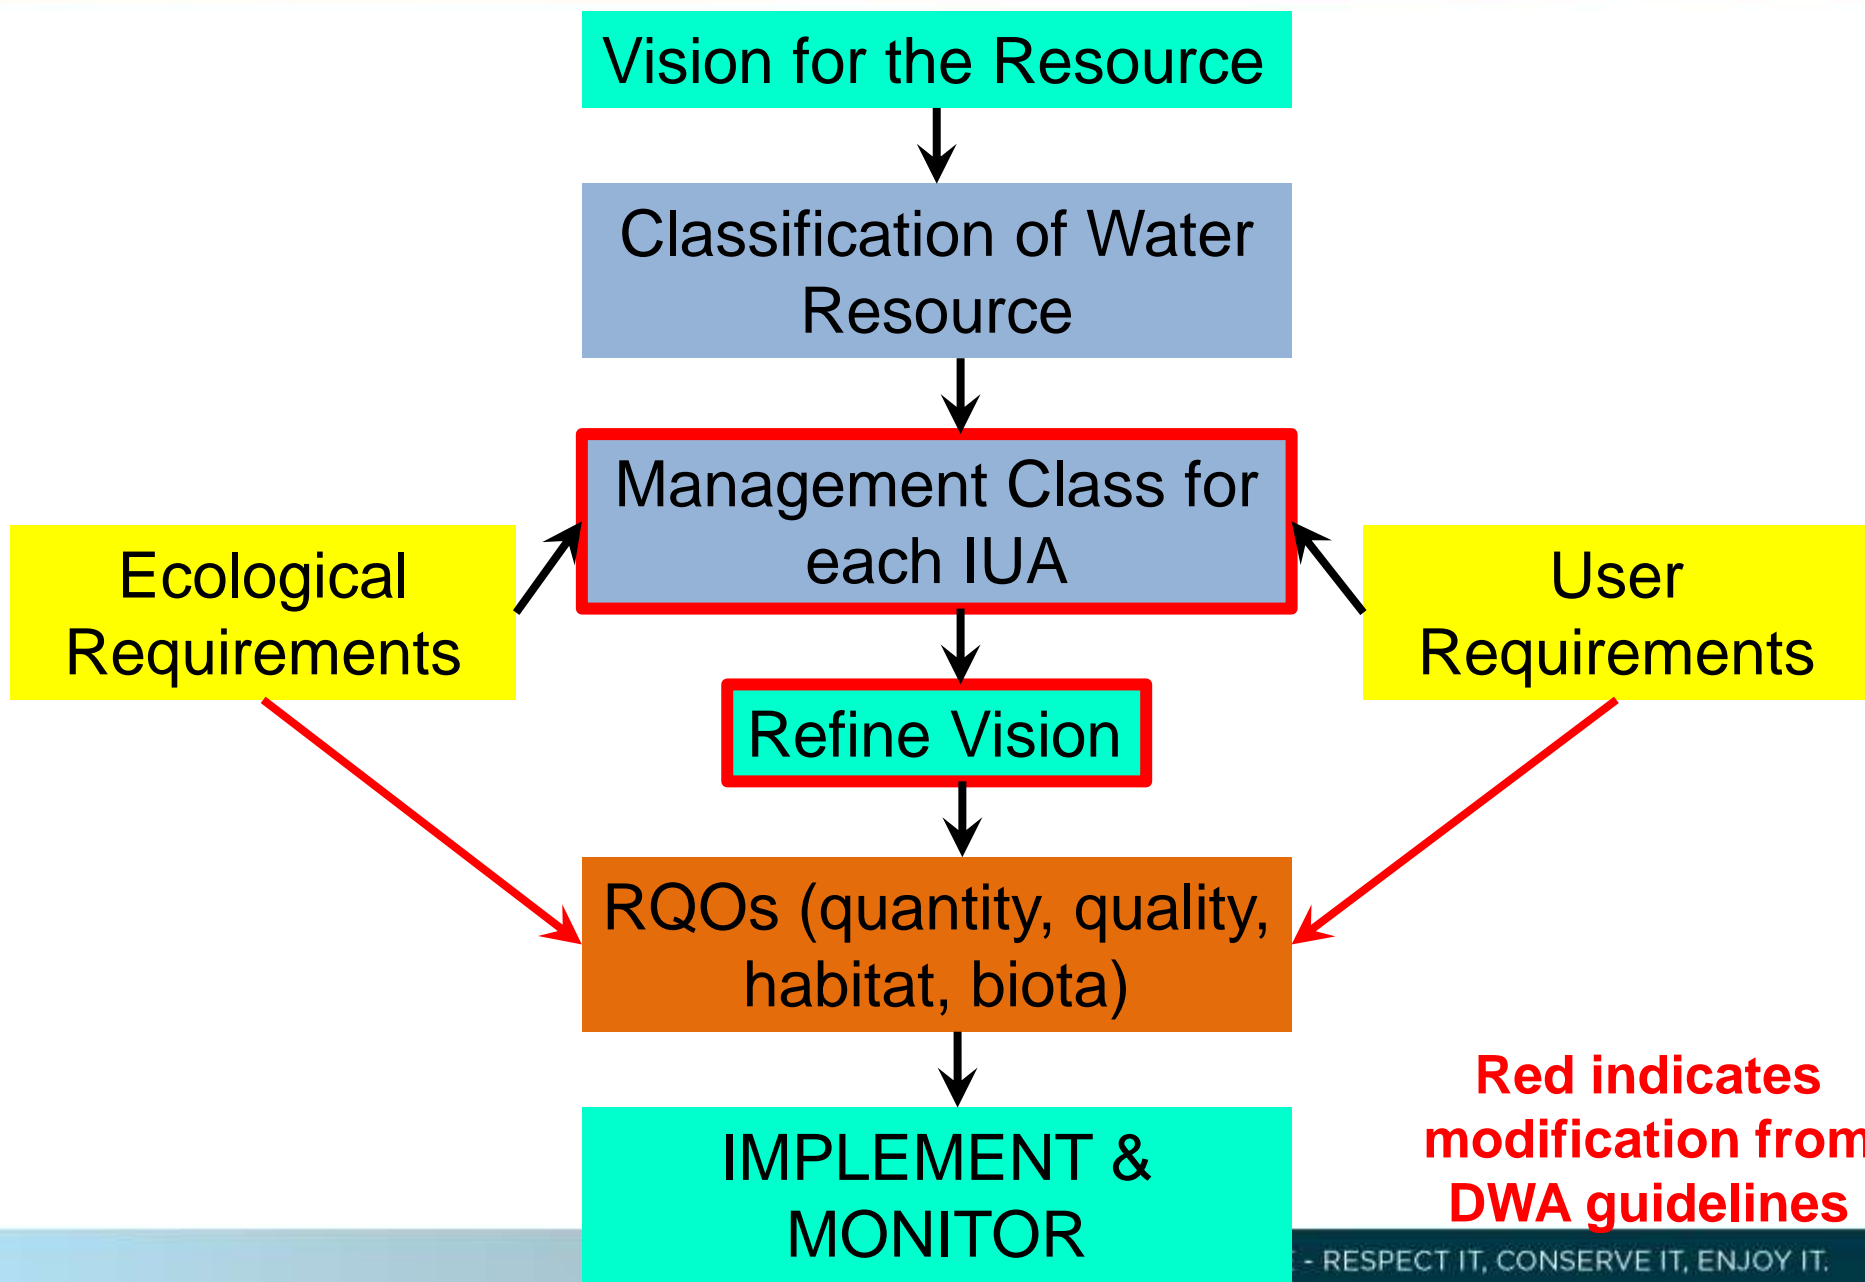 Vision for the Resource
Classification of Water
Resource
Management Class for
each IUA
Ecological
Requirements
User
Requirements
Refine Vision
RQOs (quantity, quality,
habitat, biota)
Red indicates
modification from
DWA guidelines
IMPLEMENT &
MONITOR
- RESPECT IT, CONSERVE IT, ENJOY IT.